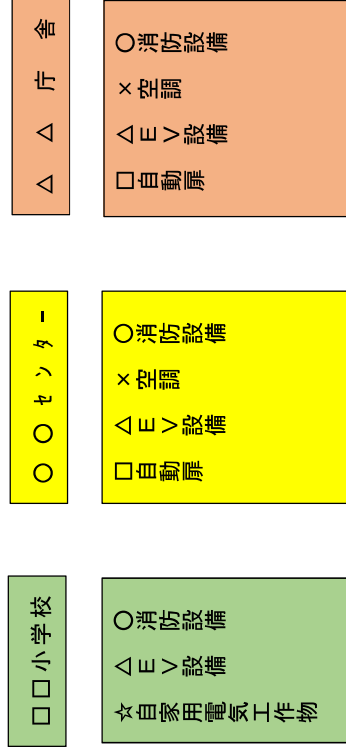 □□小学校
○消防設備
△ＥＶ設備
☆自家用電気工作物
○○センター
○消防設備
×空調
△ＥＶ設備
□自動扉
△△庁舎
○消防設備
×空調
△ＥＶ設備
□自動扉